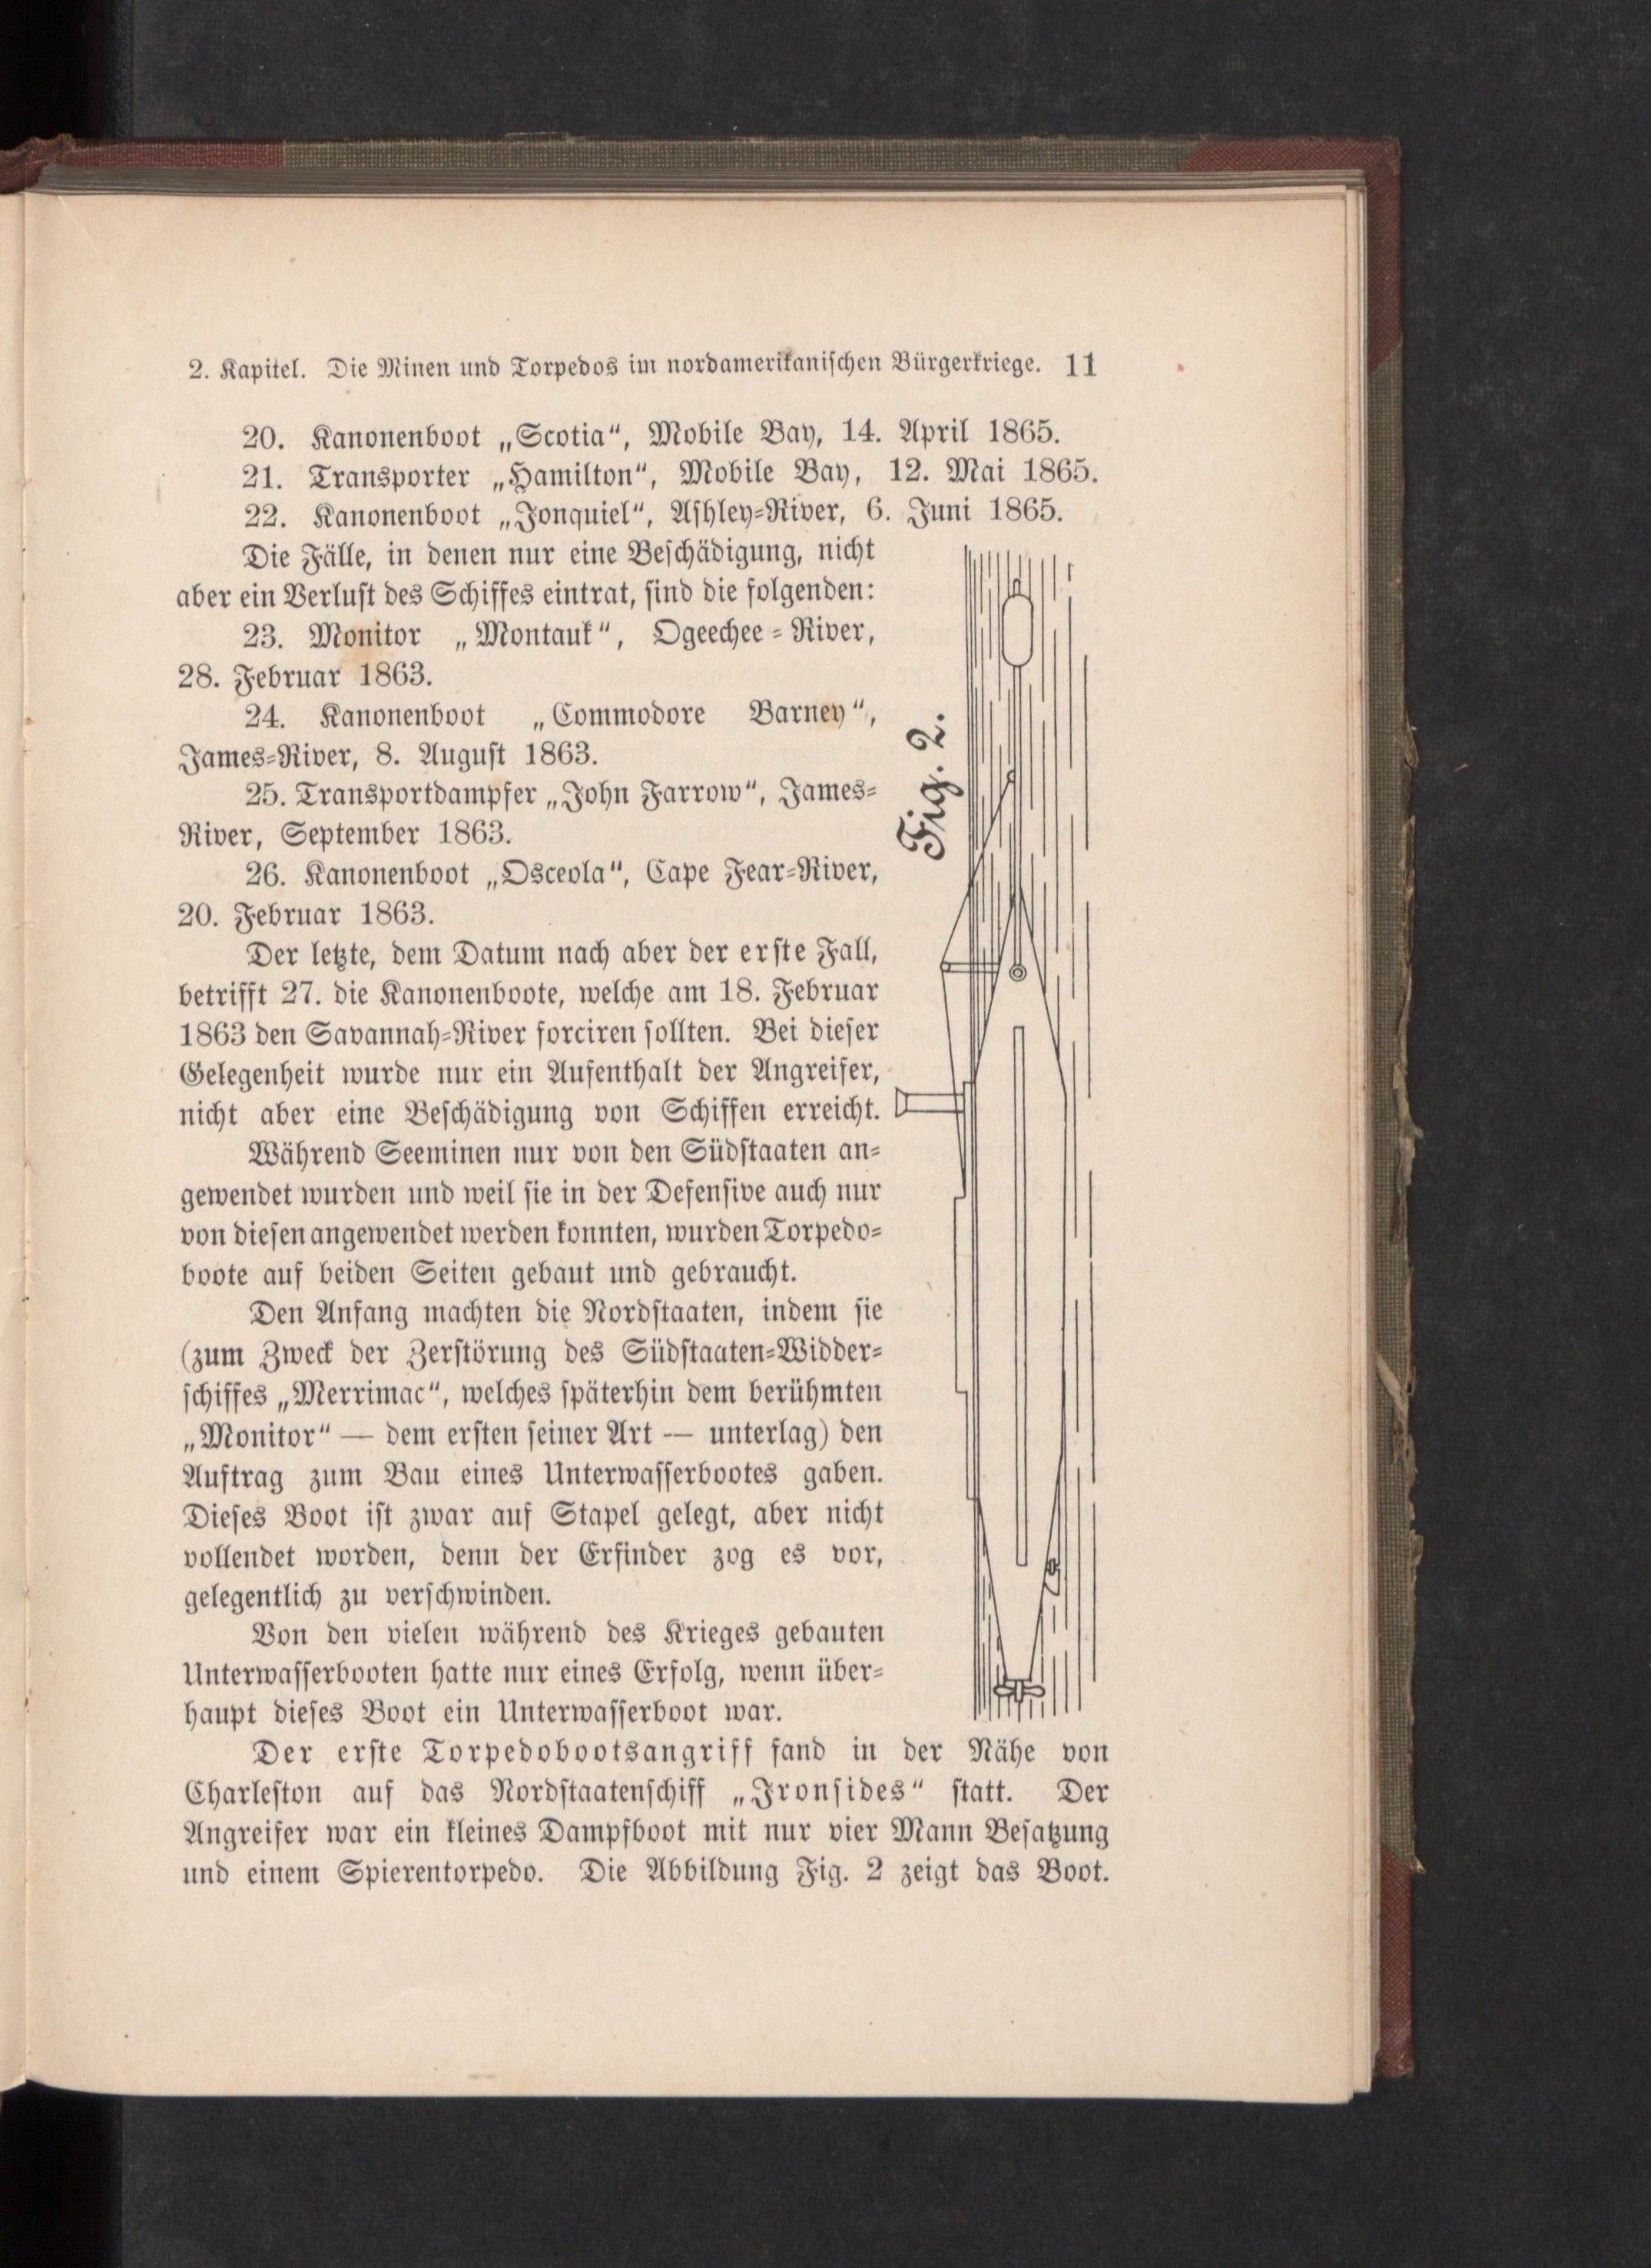 2. Kapitel. Die Minen und Torpedos im nordamerikanischen Bürgerkriege. 11
20. Kanonenboot „Scotia“, Mobile Bay, 14. April 1865.
21. Transporter „Hamilton“, Mobile Bay, 12. Mai 1865.
22. Kanonenboot „Jonquiel“, Ashley-River, 6. Juni 1865.
Die Fälle, in denen nur eine Beschädigung, nicht
aber ein Verlust des Schiffes eintrat, sind die folgenden:
23. Monitor „Montauk“, Ogeechee-River,
28. Februar 1863.
24. Kanonenboot „Commodore Barney“,
James-River, 8. August 1863.
25. Transportdampfer „John Farrow“, James-
River, September 1863.
26. Kanonenboot „Osceola“, Cape Fear-River,
20. Februar 1863.
Der letzte, dem Datum nach aber der erste Fall,
betrifft 27. die Kanonenboote, welche am 18. Februar
1863 den Savannah-River forciren sollten. Bei dieser
Gelegenheit wurde nur ein Aufenthalt der Angreifer,
nicht aber eine Beschädigung von Schiffen erreicht.
Während Seeminen nur von den Südstaaten an-
gewendet wurden und weil sie in der Defensive auch nur
von diesen angewendet werden konnten, wurden Torpedo-
boote auf beiden Seiten gebaut und gebraucht.
Den Anfang machten die Nordstaaten, indem sie
(zum Zweck der Zerstörung des Südstaaten-Widder-
schiffes „Merrimac“, welches späterhin dem berühmten
„Monitor“ — dem ersten seiner Art — unterlag) den
Auftrag zum Bau eines Unterwasserbootes gaben.
Dieses Boot ist zwar auf Stapel gelegt, aber nicht
vollendet worden, denn der Erfinder zog es vor,
gelegentlich zu verschwinden.
Von den vielen während des Krieges gebauten
Unterwasserbooten hatte nur eines Erfolg, wenn über-
haupt dieses Boot ein Unterwasserboot war.
Fig. 2.
Der erste Torpedobootsangriff fand in der Nähe von
Charleston auf das Nordstaatenschiff „Ironsides“ statt. Der
Angreifer war ein kleines Dampfboot mit nur vier Mann Besatzung
und einem Spierentorpedo. Die Abbildung Fig. 2 zeigt das Boot.